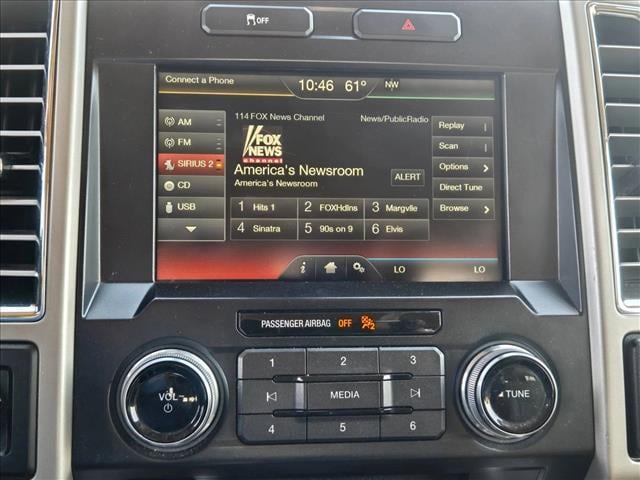 OFF
Connect a Phone
10:46 61° NW
114 FOX News Channel News/PublicRadio
AM
FM
SIRIUS 2
CD
USB
FOX
NEWS
channel
America's Newsroom
America's Newsroom
ALERT
Replay
Scan
Options
Direct Tune
Browse
1 Hits 1 2 FOXHdlns 3 Margvlle
4 Sinatra 5 90s on 9 6 Elvis
i LO LO
PASSENGER AIRBAG OFF 2
1 2 3
MEDIA
4 5 6
VOL
TUNE